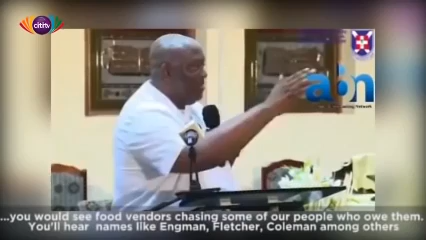 cititv
abn
...you would see food vendors chasing some of our people who owe them.
You'll hear names like Engman, Fletcher, Coleman among others